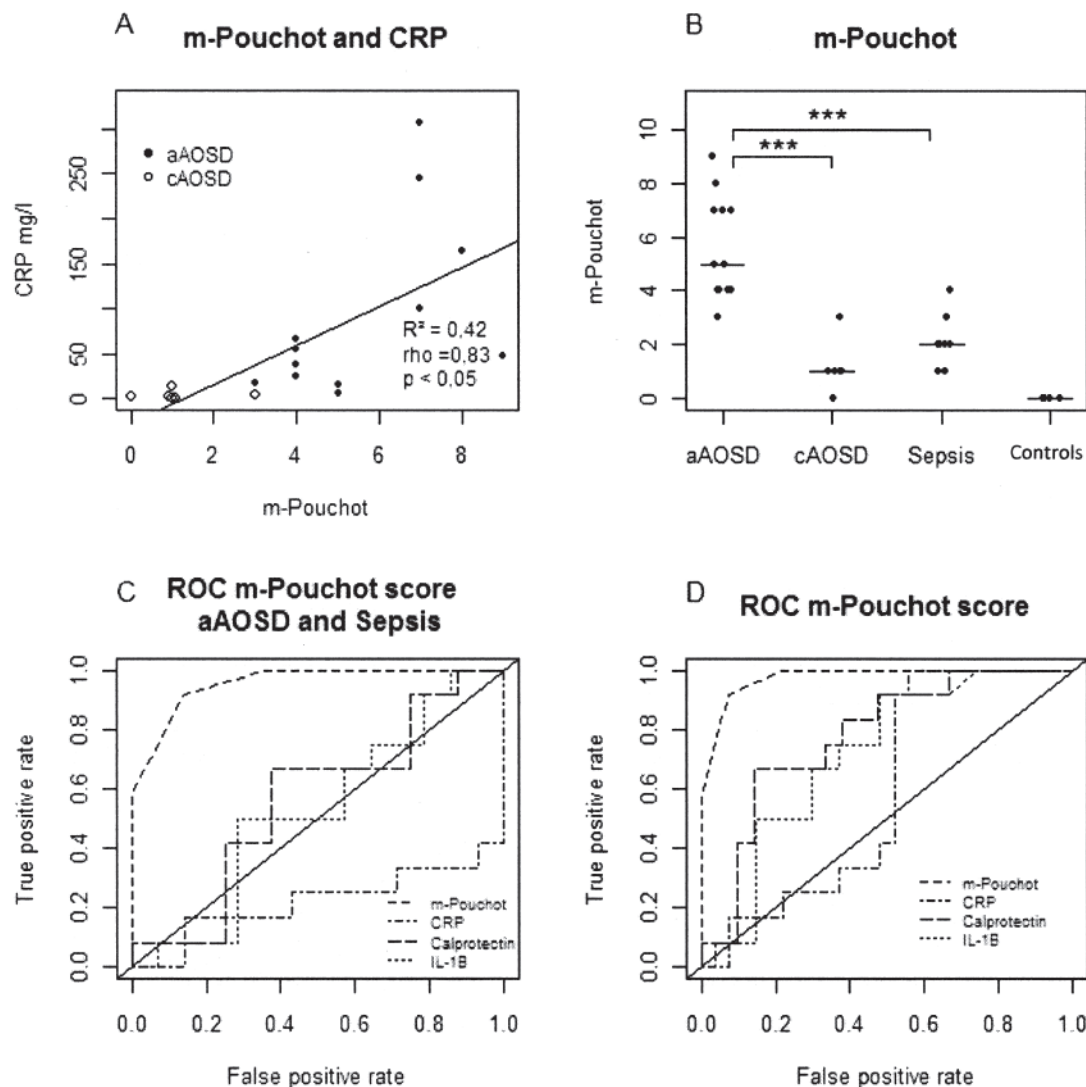 A
m-Pouchot and CRP
CRP mg/l
0
50
150
250
aAOSD
cAOSD
R² = 0,42
rho =0,83
p < 0,05
0 2 4 6 8
m-Pouchot
B
m-Pouchot
m-Pouchot
10
8
6
4
2
0
***
***
aAOSD cAOSD Sepsis Controls
C
ROC m-Pouchot score
aAOSD and Sepsis
True positive rate
1.0
0.8
0.6
0.4
0.2
0.0
m-Pouchot
CRP
Calprotectin
IL-1B
0.0 0.2 0.4 0.6 0.8 1.0
False positive rate
D
ROC m-Pouchot score
True positive rate
1.0
0.8
0.6
0.4
0.2
0.0
m-Pouchot
CRP
Calprotectin
IL-1B
0.0 0.2 0.4 0.6 0.8 1.0
False positive rate